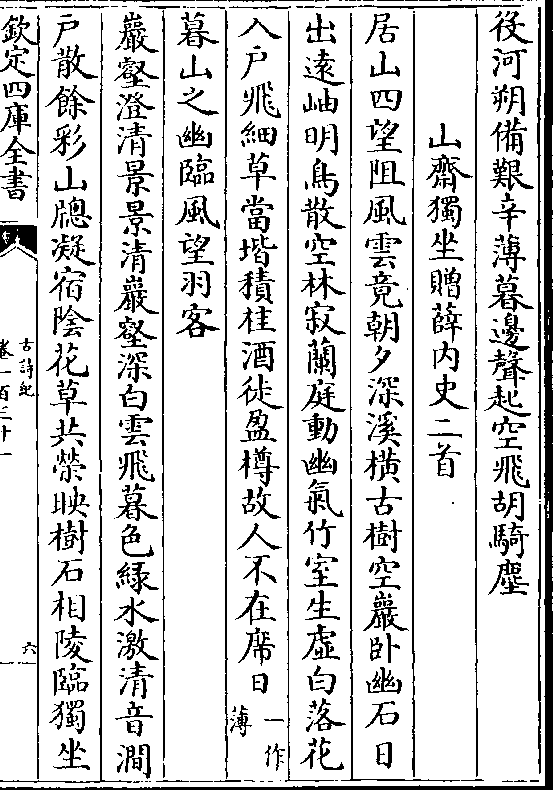 後河朔備艱辛薄暮邊聲起空飛胡騎塵
山齋獨坐贈薛内史二首
居山四望阻風雲竟朝夕深溪横古樹空巖卧幽石日
出逺岫明鳥散空林寂蘭庭動幽氣竹室生虚白落花
入户飛細草當堦積桂酒徒盈樽故人不在席日一作薄
暮山之幽臨風望羽客
巖壑澄清景景清巖壑深白雲飛暮色緑水激清音澗
户散餘彩山牕凝宿隂花草共縈映樹石相陵臨獨坐
欽定四庫全書
古詩紀
卷一百三十一
六